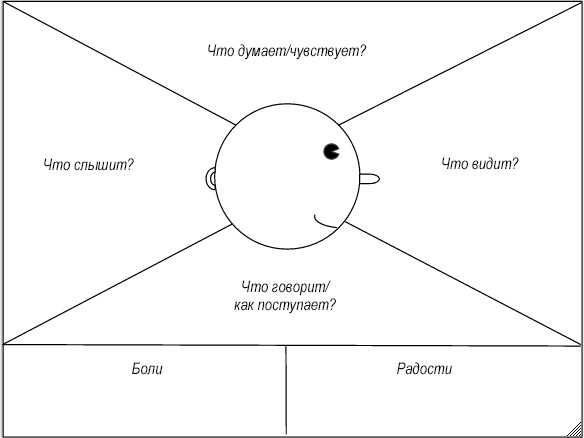 Что думает/чувствует?
Что слышит?
Что видит?
Что говорит/
как поступает?
Боли
Радости